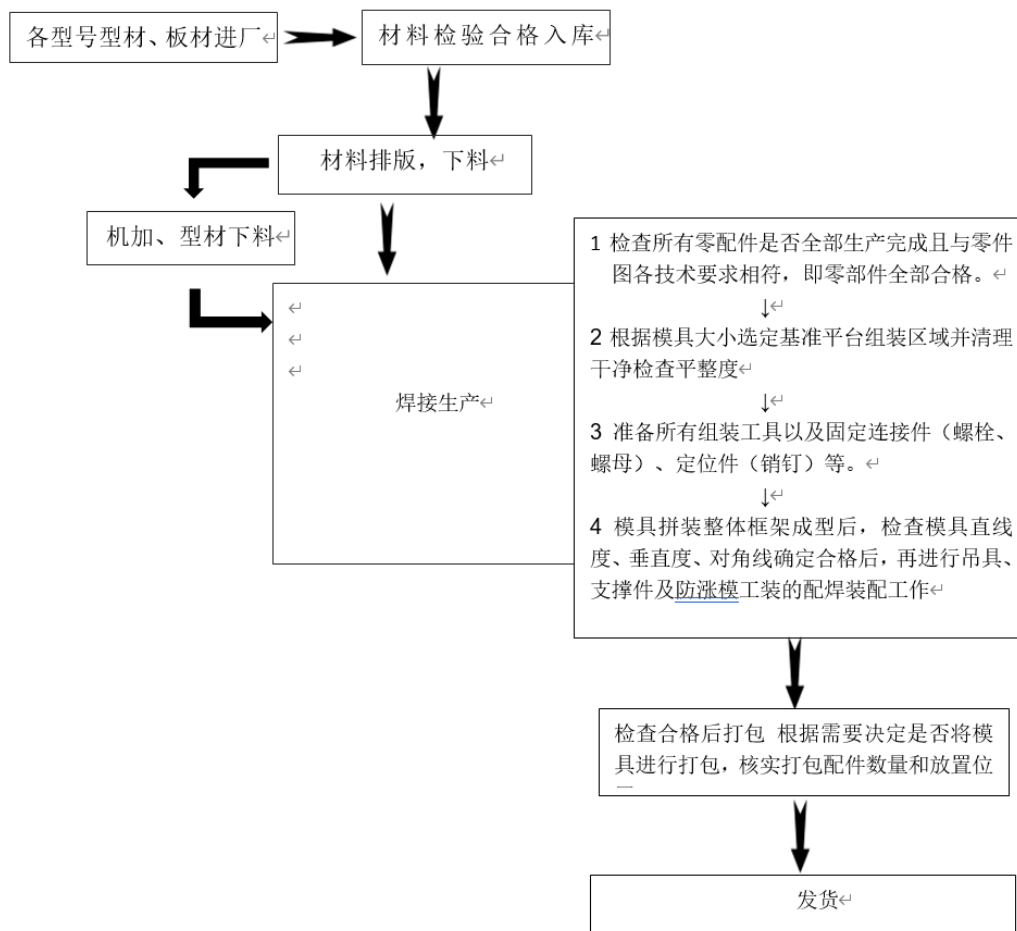 各型号型材、板材进厂
材料检验合格入库
材料排版，下料
机加、型材下料
焊接生产
1 检查所有零配件是否全部生产完成且与零件
图各技术要求相符，即零部件全部合格。
↓
2 根据模具大小选定基准平台组装区域并清理
干净检查平整度
↓
3 准备所有组装工具以及固定连接件（螺栓、
螺母）、定位件（销钉）等。
↓
4 模具拼装整体框架成型后，检查模具直线
度、垂直度、对角线确定合格后，再进行吊具、
支撑件及防涨模工装的配焊装配工作
检查合格后打包 根据需要决定是否将模
具进行打包，核实打包配件数量和放置位
发货